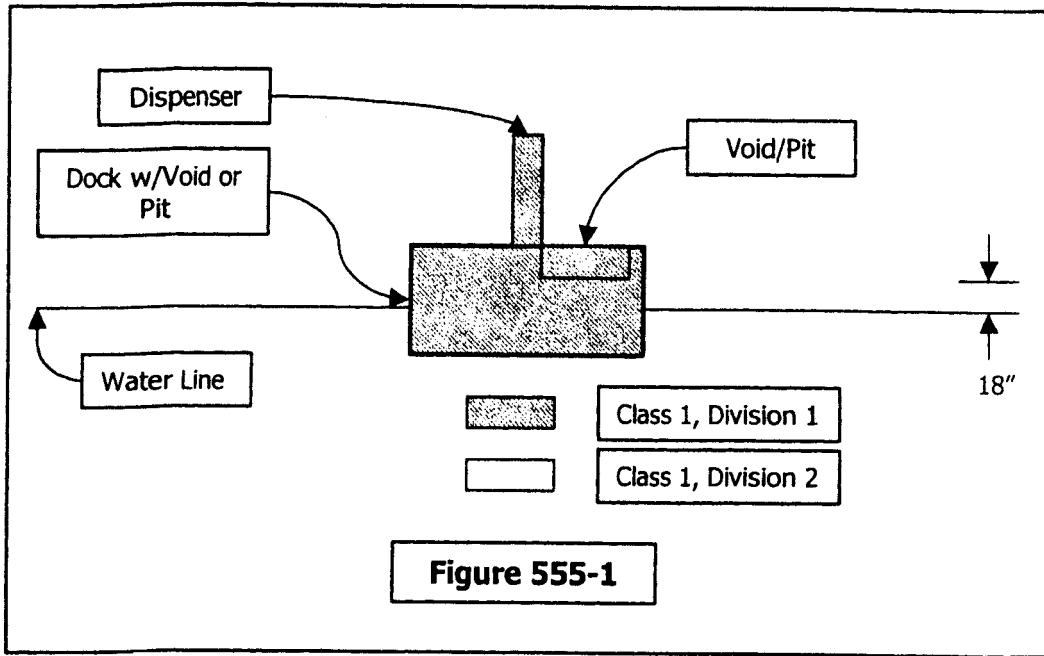 Dispenser
Void/Pit
Dock w/Void or
Pit
Water Line
18″
Class 1, Division 1
Class 1, Division 2
Figure 555-1